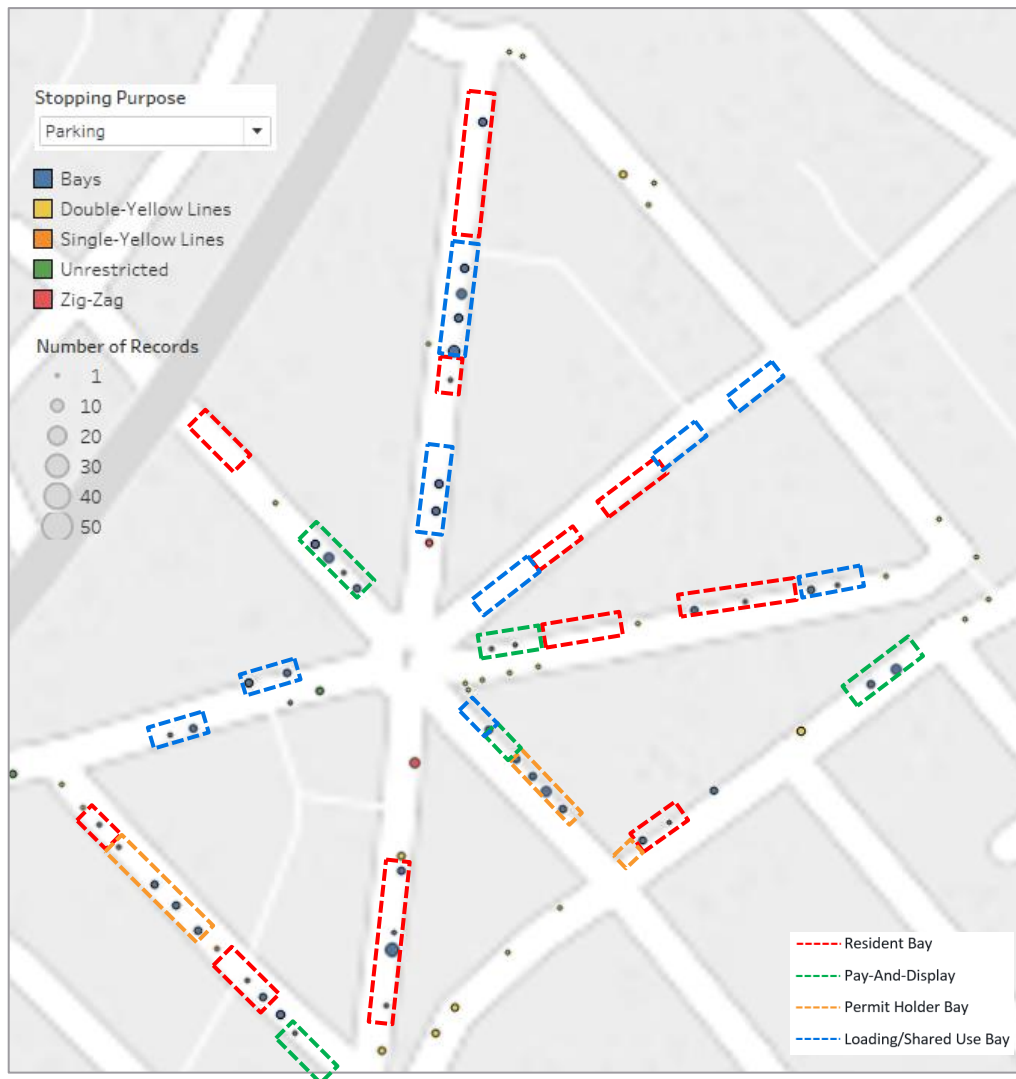 Stopping Purpose
Parking
Bays
Double-Yellow Lines
Single-Yellow Lines
Unrestricted
Zig-Zag
Number of Records
1
10
20
30
40
50
Resident Bay
Pay-And-Display
Permit Holder Bay
Loading/Shared Use Bay